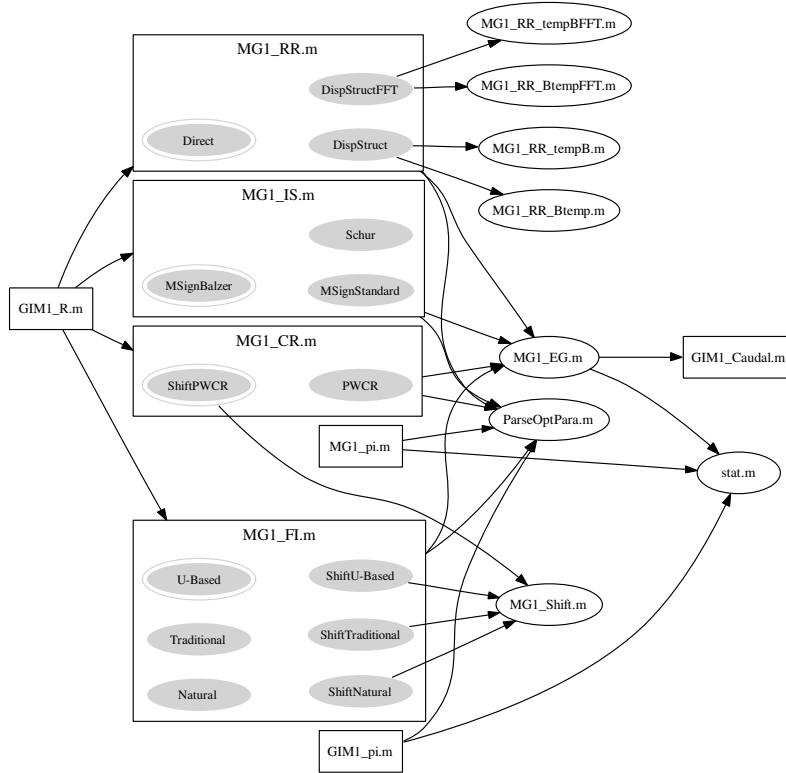 MG1_RR_tempBFFT.m
MG1_RR.m
DispStructFFT
MG1_RR_BtempFFT.m
Direct
DispStruct
MG1_RR_tempB.m
MG1_IS.m
MG1_RR_Btemp.m
Schur
MSignBalzer
MSignStandard
GIM1_R.m
MG1_CR.m
MG1_EG.m
GIM1_Caudal.m
ShiftPWCR
PWCR
ParseOptPara.m
MG1_pi.m
stat.m
MG1_FI.m
U-Based
ShiftU-Based
MG1_Shift.m
Traditional
ShiftTraditional
Natural
ShiftNatural
GIM1_pi.m